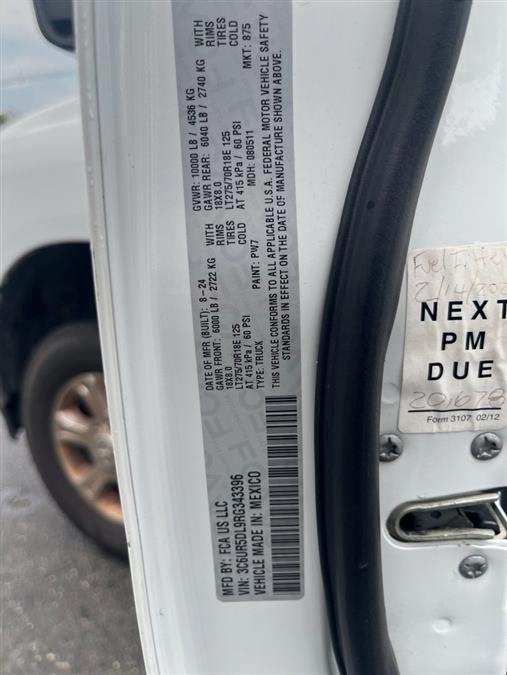 MFD BY: FCA US LLC
DATE OF MFR (BUILT): 8-24
GVWR: 10000 LB / 4536 KG
GAWR FRONT: 6000 LB / 2722 KG
WITH
GAWR REAR: 6040 LB / 2740 KG
WITH
18X8.0
RIMS
18X8.0
RIMS
LT275/70R18E 125
TIRES
LT275/70R18E 125
TIRES
AT 415 kPa / 60 PSI
COLD
AT 415 kPa / 60 PSI
COLD
TYPE: TRUCK
PAINT: PW7
MDH: 080511
MKT: 875
THIS VEHICLE CONFORMS TO ALL APPLICABLE U.S.A. FEDERAL MOTOR VEHICLE SAFETY
STANDARDS IN EFFECT ON THE DATE OF MANUFACTURE SHOWN ABOVE.
VIN: 3C6UR5DL9RG343396
VEHICLE MADE IN: MEXICO
NEXT
PM
DUE
Form 3107 02/12